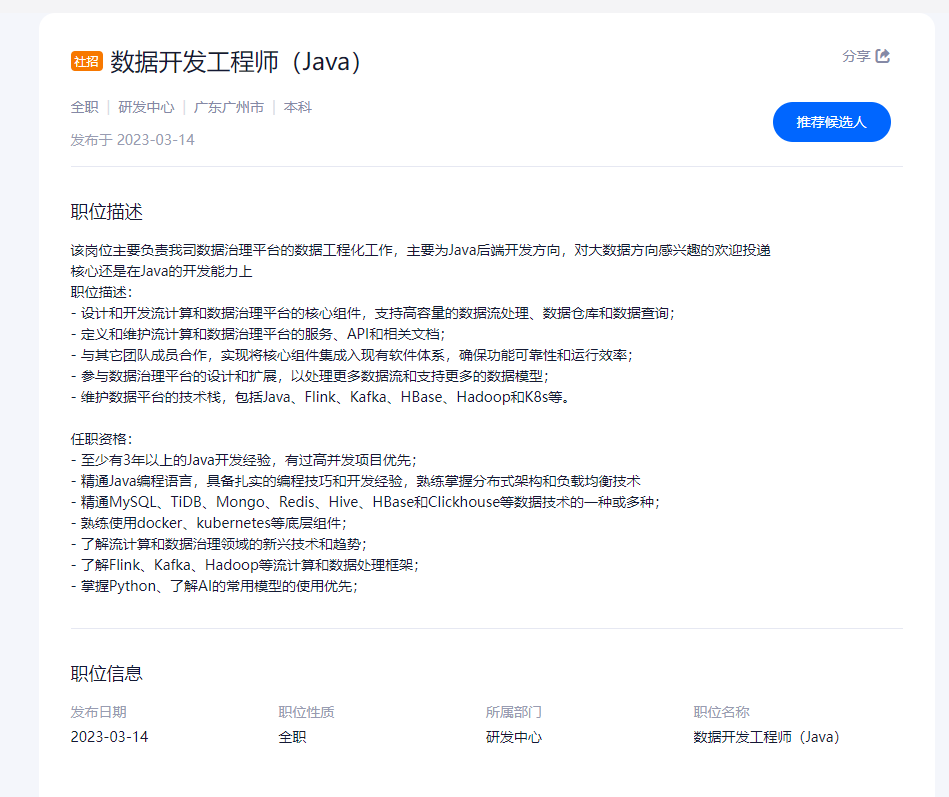 社招 数据开发工程师（Java）
分享
全职 | 研发中心 | 广东广州市 | 本科
推荐候选人
发布于 2023-03-14
职位描述
该岗位主要负责我司数据治理平台的数据工程化工作，主要为Java后端开发方向，对大数据方向感兴趣的欢迎投递
核心还是在Java的开发能力上
职位描述：
- 设计和开发流计算和数据治理平台的核心组件，支持高容量的数据流处理、数据仓库和数据查询；
- 定义和维护流计算和数据治理平台的服务、API和相关文档；
- 与其它团队成员合作，实现将核心组件集成入现有软件体系，确保功能可靠性和运行效率；
- 参与数据治理平台的设计和扩展，以处理更多数据流和支持更多的数据模型；
- 维护数据平台的技术栈，包括Java、Flink、Kafka、HBase、Hadoop和K8s等。
任职资格：
- 至少有3年以上的Java开发经验，有过高并发项目优先；
- 精通Java编程语言，具备扎实的编程技巧和开发经验，熟练掌握分布式架构和负载均衡技术
- 精通MySQL、TiDB、Mongo、Redis、Hive、HBase和Clickhouse等数据技术的一种或多种；
- 熟练使用docker、kubernetes等底层组件；
- 了解流计算和数据治理领域的新兴技术和趋势；
- 了解Flink、Kafka、Hadoop等流计算和数据处理框架；
- 掌握Python、了解AI的常用模型的使用优先；
职位信息
发布日期 职位性质 所属部门 职位名称
2023-03-14 全职 研发中心 数据开发工程师（Java）